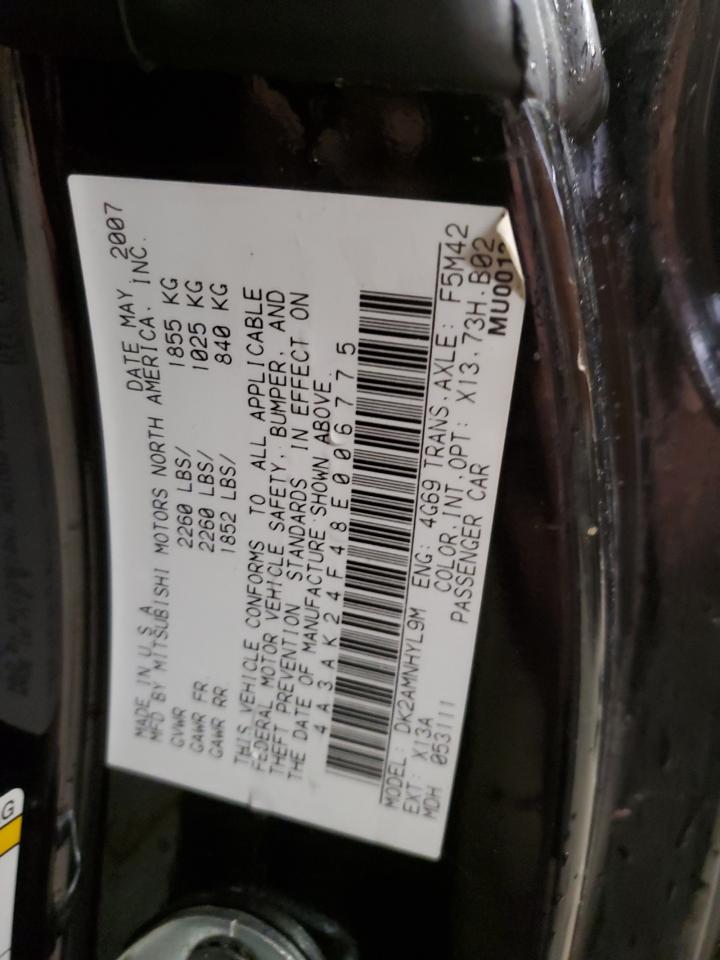 MADE IN U.S.A. DATE MAY 2007
MFD BY MITSUBISHI MOTORS NORTH AMERICA. INC.
GVWR 2260 LBS/ 1855 KG
GAWR FR. 2260 LBS/ 1025 KG
GAWR RR. 1852 LBS/ 840 KG
THIS VEHICLE CONFORMS TO ALL APPLICABLE
FEDERAL MOTOR VEHICLE SAFETY, BUMPER, AND
THEFT PREVENTION STANDARDS IN EFFECT ON
THE DATE OF MANUFACTURE SHOWN ABOVE.
4A3AK24F48E006775
MODEL: DK2AMNHYL9M ENG: 4G69 TRANS.AXLE: F5M42
EXT: X13A COLOR.INT.OPT: X13.73H.B02
MDH 053111 PASSENGER CAR MU0013
G